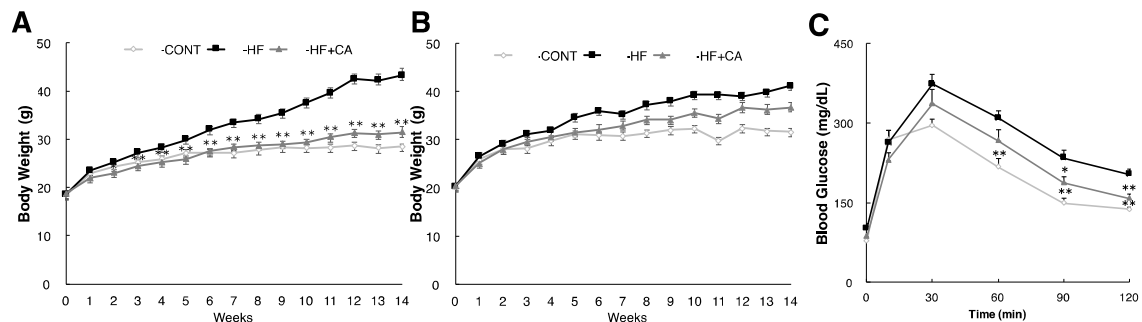 A
50
40
30
20
10
0
Body Weight (g)
-CONT -HF -HF+CA
** ** ** ** ** ** ** ** ** ** ** **
0 1 2 3 4 5 6 7 8 9 10 11 12 13 14
Weeks
B
50
40
30
20
10
0
Body Weight (g)
-CONT -HF -HF+CA
0 1 2 3 4 5 6 7 8 9 10 11 12 13 14
Weeks
C
450
300
150
0
Blood Glucose (mg/dL)
**
*
**
**
**
0 30 60 90 120
Time (min)